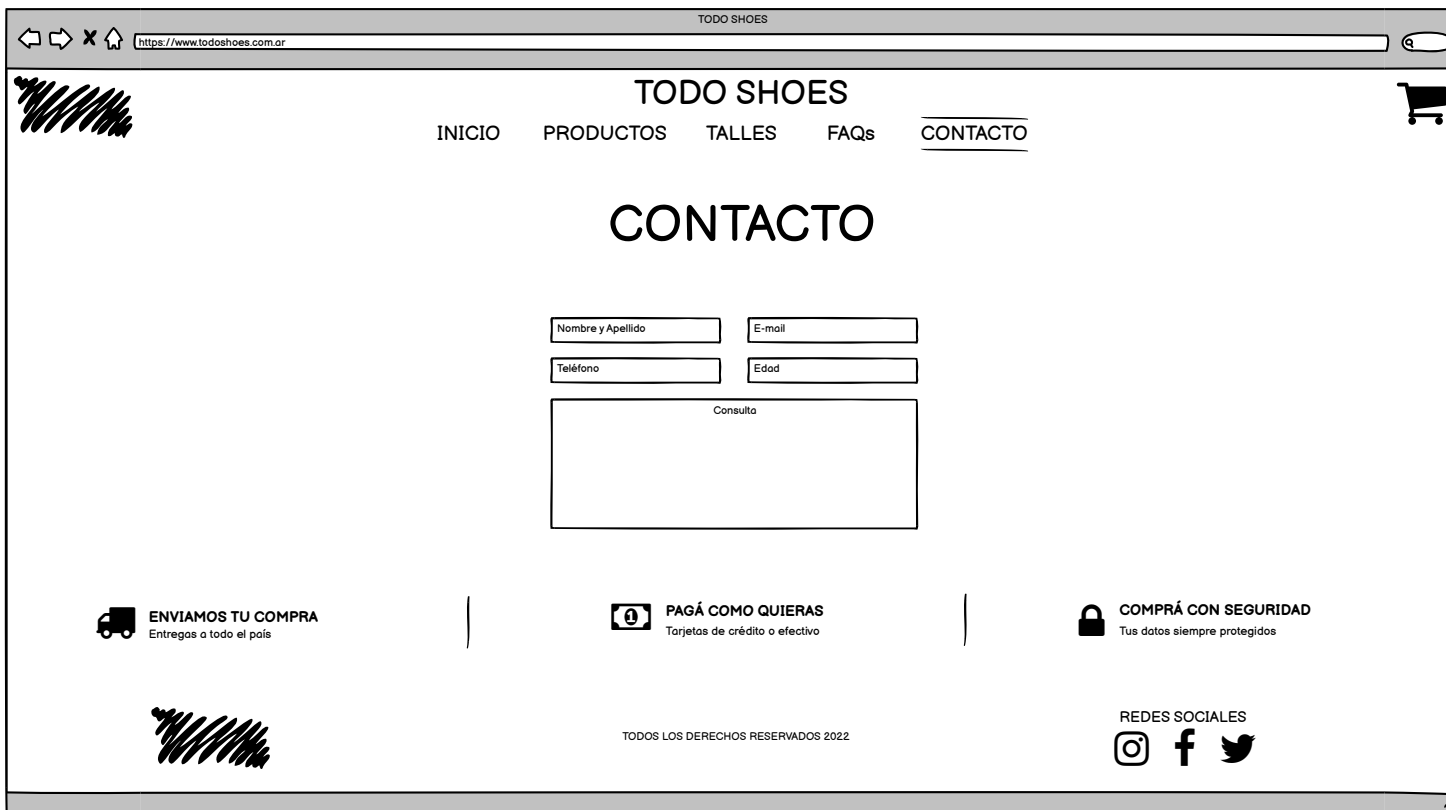 TODO SHOES
https://www.todoshoes.com.ar
TODO SHOES
INICIO PRODUCTOS TALLES FAQs CONTACTO
CONTACTO
Nombre y Apellido E-mail
Teléfono Edad
Consulta
ENVIAMOS TU COMPRA
Entregas a todo el país
1
PAGÁ COMO QUIERAS
Tarjetas de crédito o efectivo
COMPRÁ CON SEGURIDAD
Tus datos siempre protegidos
TODOS LOS DERECHOS RESERVADOS 2022
REDES SOCIALES